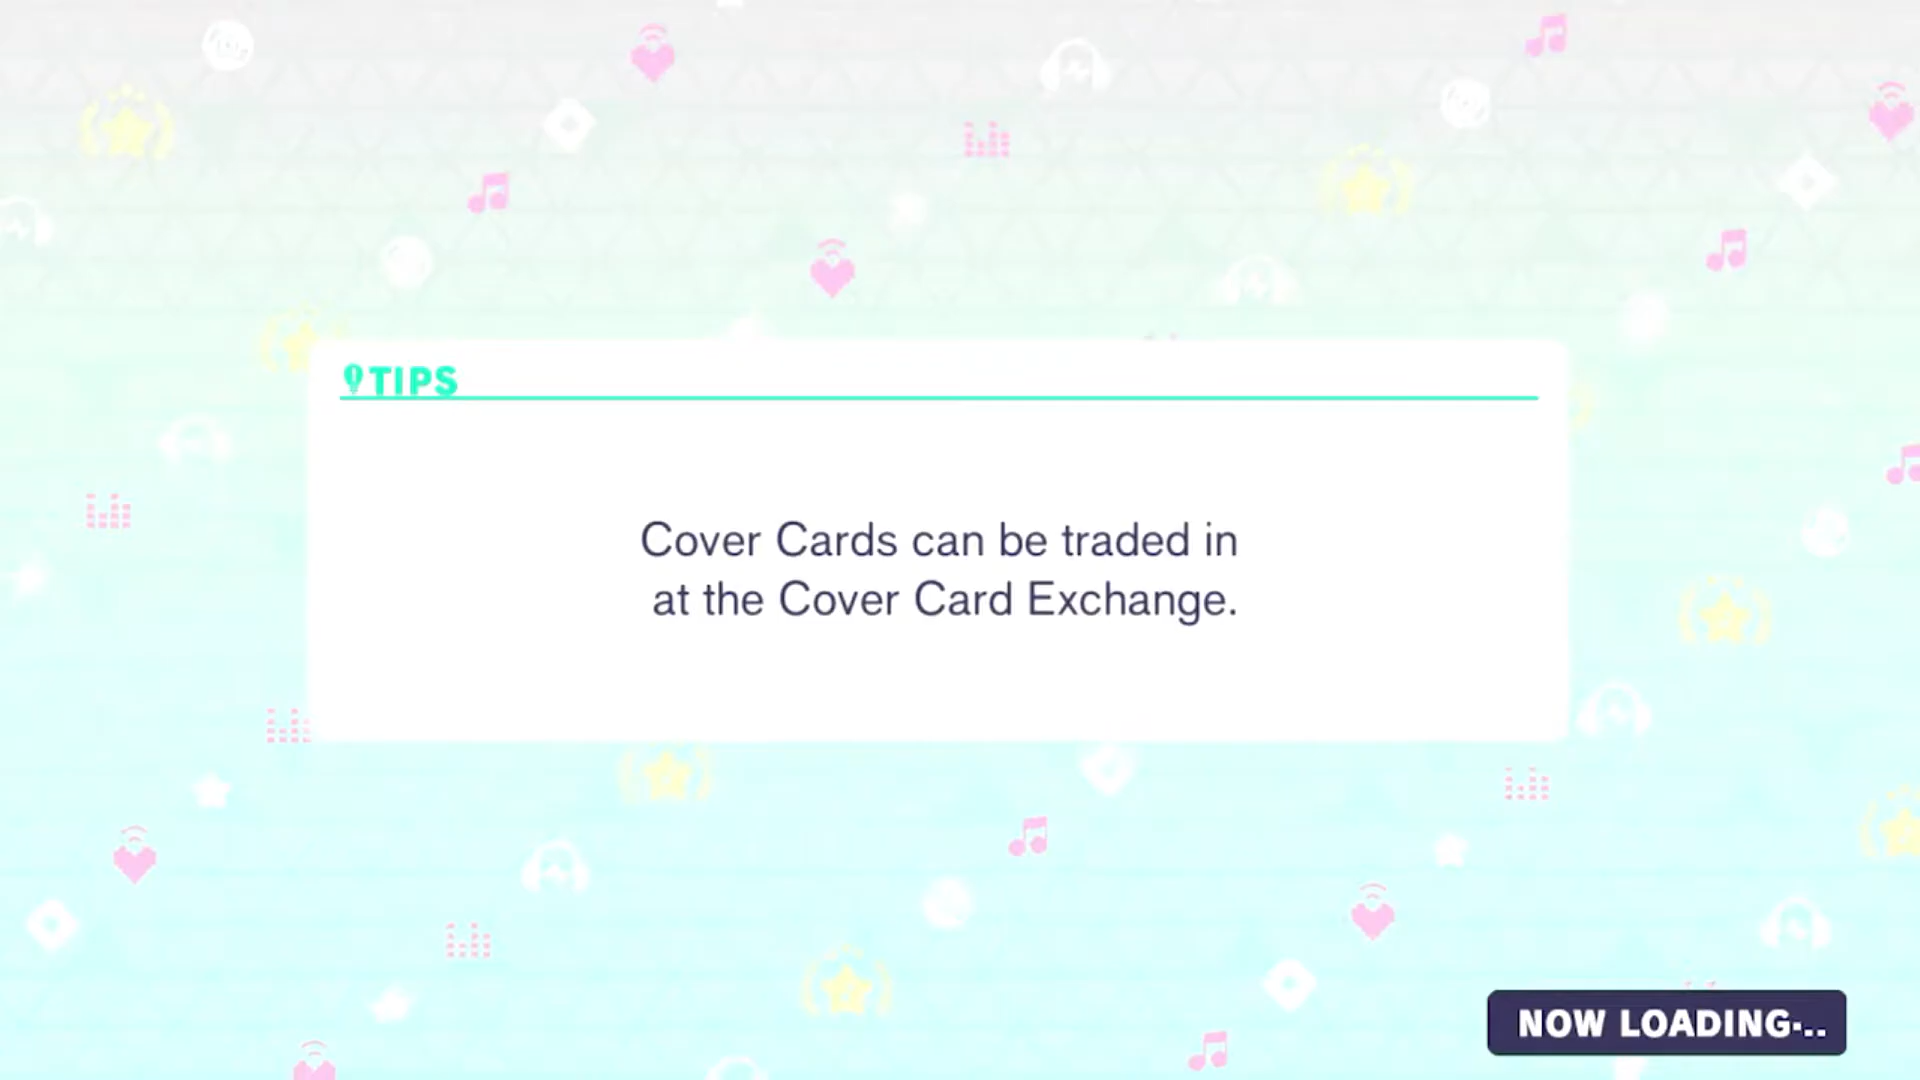 TIPS
Cover Cards can be traded in
at the Cover Card Exchange.
NOW LOADING...